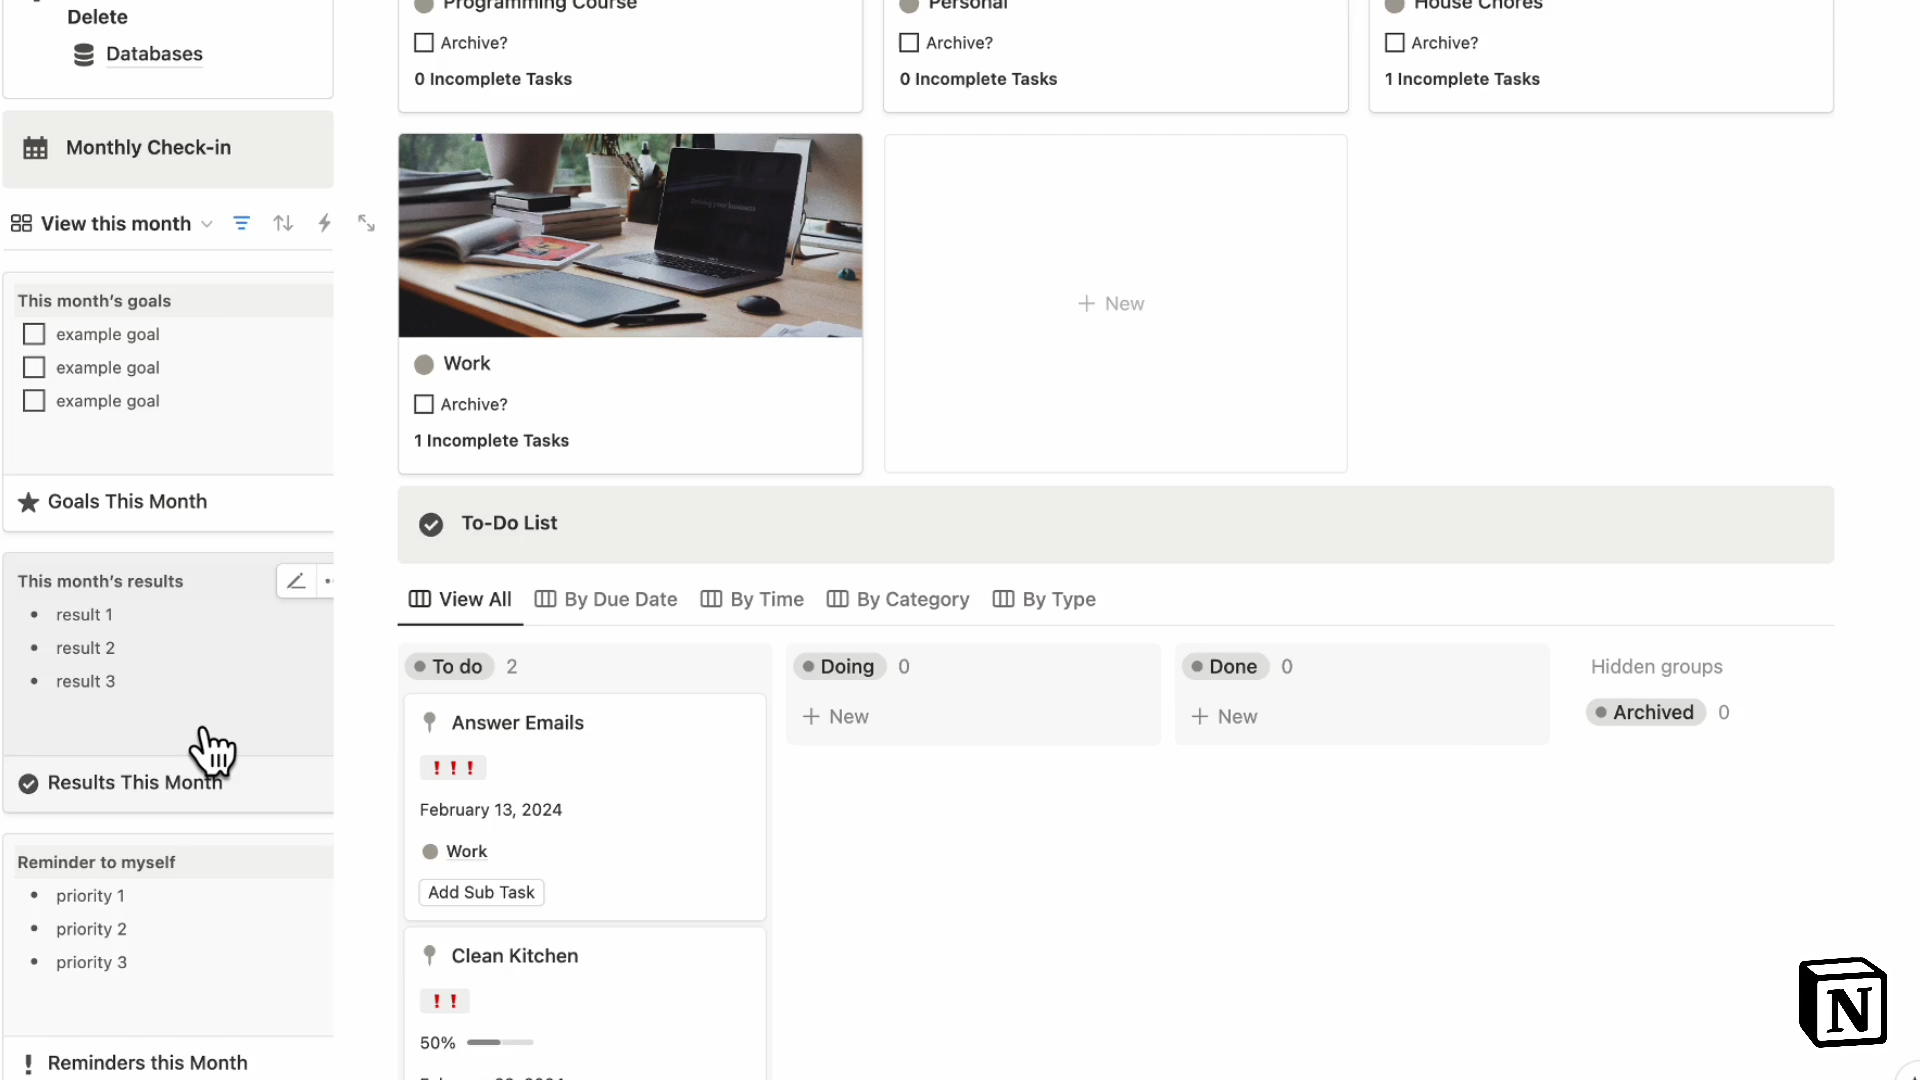 Delete
Databases
Monthly Check-in
View this month
This month's goals
example goal
example goal
example goal
Goals This Month
This month's results
result 1
result 2
result 3
Results This Month
Reminder to myself
priority 1
priority 2
priority 3
Reminders this Month
Programming Course
Archive?
0 Incomplete Tasks
Personal
Archive?
0 Incomplete Tasks
House Chores
Archive?
1 Incomplete Tasks
Work
Archive?
1 Incomplete Tasks
+ New
To-Do List
View All By Due Date By Time By Category By Type
To do 2
Answer Emails
! ! !
February 13, 2024
Work
Add Sub Task
Clean Kitchen
! !
50%
Doing 0
+ New
Done 0
+ New
Hidden groups
Archived 0
N